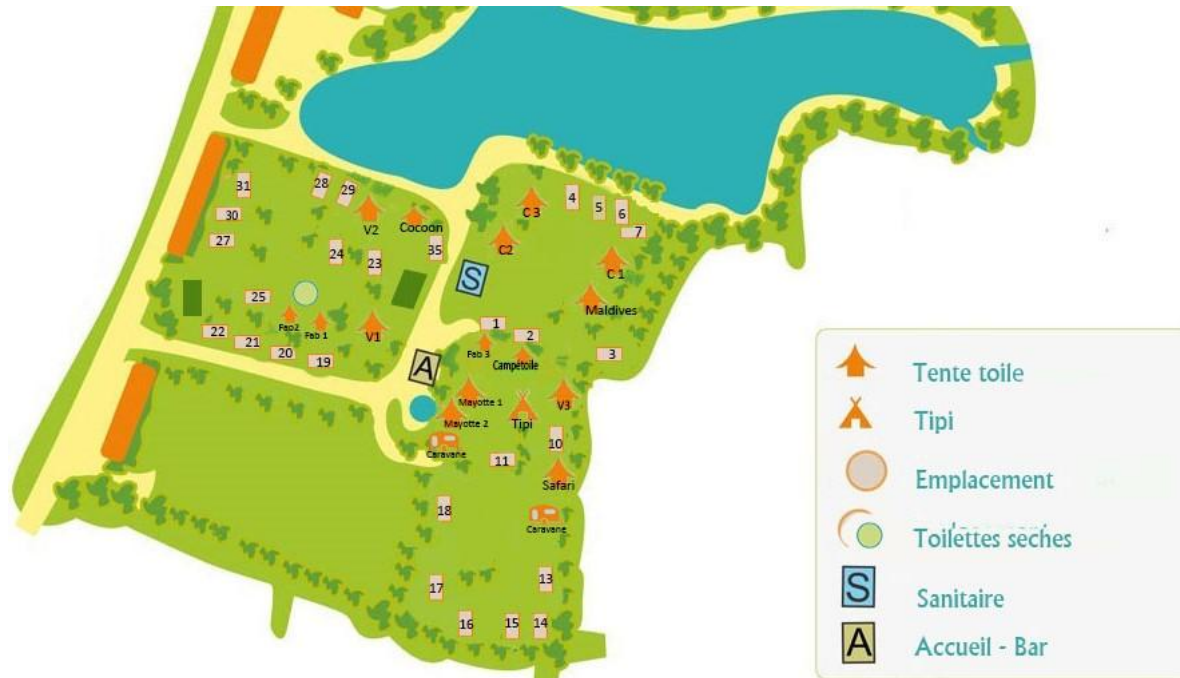 31
28
29
30
V2
Cocoon
27
24
23
35
25
Fab 1
V1
22
21
20
19
C 3
4
5
6
7
C2
C 1
S
Maldives
1
2
Fab 3
Campétoile
3
A
Mayotte 1
Mayotte 2
Tipi
V3
Caravane
10
11
Safari
18
Caravane
17
13
16
15
14
Tente toile
Tipi
Emplacement
Toilettes sèches
S
Sanitaire
A
Accueil - Bar